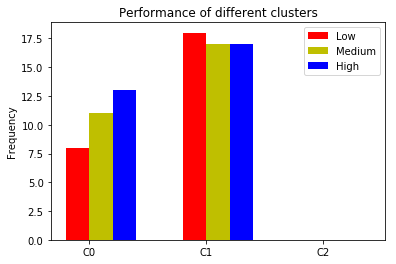 Performance of different clusters
Low
Medium
High
Frequency
17.5
15.0
12.5
10.0
7.5
5.0
2.5
0.0
C0
C1
C2